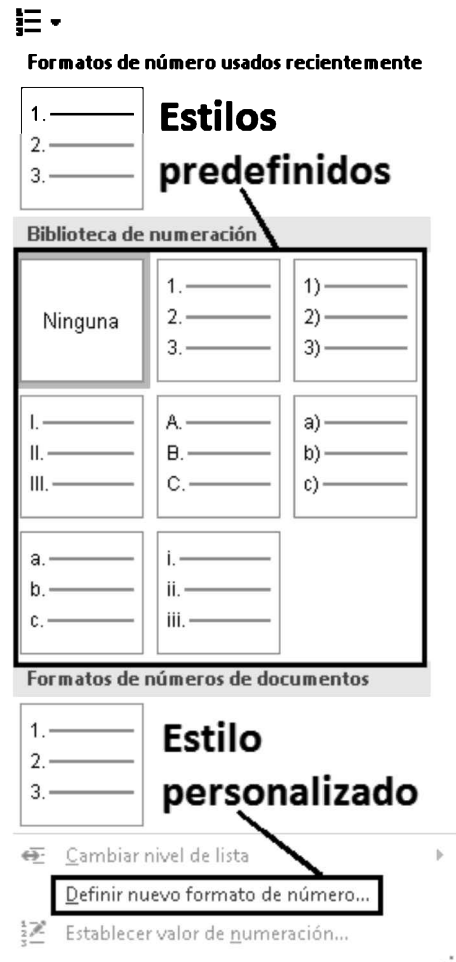 Formatos de número usados recientemente
1.
2.
3.
Estilos
predefinidos
Biblioteca de numeración
Ninguna
1.
2.
3.
1)
2)
3)
I.
II.
III.
A.
B.
C.
a)
b)
c)
a.
b.
c.
i.
ii.
iii.
Formatos de números de documentos
1.
2.
3.
Estilo
personalizado
Cambiar nivel de lista
Definir nuevo formato de número...
Establecer valor de numeración...